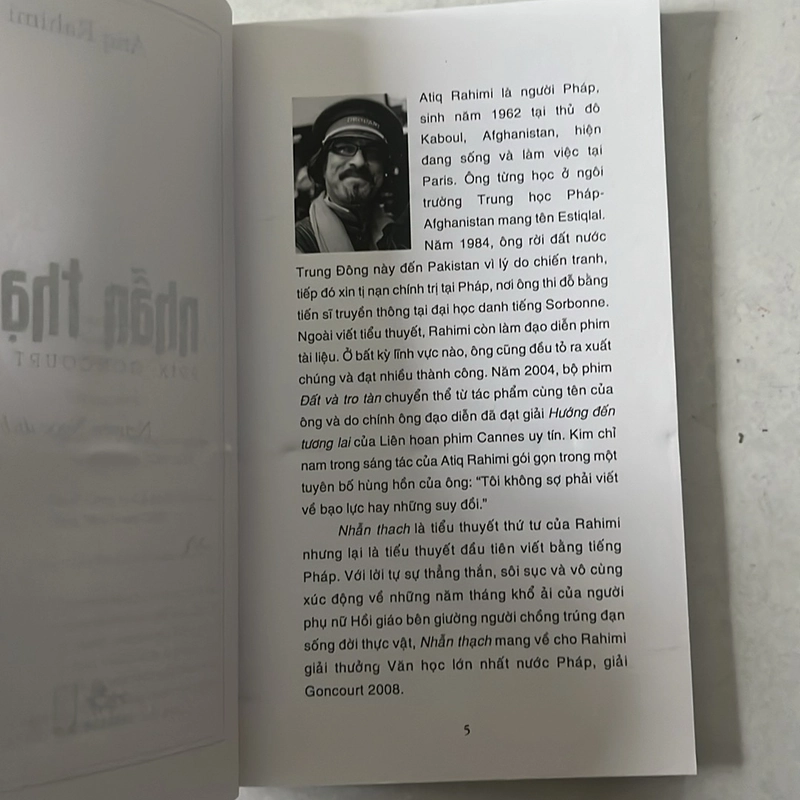 Atiq Rahimi
nhẫn thạ
Atiq Rahimi là người Pháp,
sinh năm 1962 tại thủ đô
Kaboul, Afghanistan, hiện
đang sống và làm việc tại
Paris. Ông từng học ở ngôi
trường Trung học Pháp-
Afghanistan mang tên Estiqlal.
Năm 1984, ông rời đất nước
Trung Đông này đến Pakistan vì lý do chiến tranh,
tiếp đó xin tị nạn chính trị tại Pháp, nơi ông thi đỗ bằng
tiến sĩ truyền thông tại đại học danh tiếng Sorbonne.
Ngoài viết tiểu thuyết, Rahimi còn làm đạo diễn phim
tài liệu. Ở bất kỳ lĩnh vực nào, ông cũng đều tỏ ra xuất
chúng và đạt nhiều thành công. Năm 2004, bộ phim
Đất và tro tàn chuyển thể từ tác phẩm cùng tên của
ông và do chính ông đạo diễn đã đạt giải Hướng đến
tương lai của Liên hoan phim Cannes uy tín. Kim chỉ
nam trong sáng tác của Atiq Rahimi gói gọn trong một
tuyên bố hùng hồn của ông: "Tôi không sợ phải viết
về bạo lực hay những suy đồi."
Nhẫn thach là tiểu thuyết thứ tư của Rahimi
nhưng lại là tiếu thuyết đầu tiên viết bằng tiếng
Pháp. Với lời tự sự thẳng thắn, sôi sục và vô cùng
xúc động về những năm tháng khổ ải của người
phụ nữ Hồi giáo bên giường người chồng trúng đạn
sống đời thực vật, Nhẫn thạch mang về cho Rahimi
giải thưởng Văn học lớn nhất nước Pháp, giải
Goncourt 2008.
5